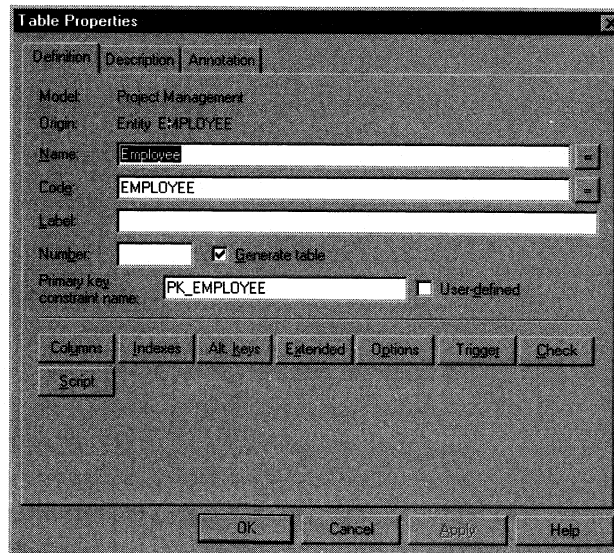 Table Properties
Definition Description Annotation
Model: Project Management
Origin: Entity EMPLOYEE
Name: Employee =
Code: EMPLOYEE =
Label:
Number: Generate table
Primary key
constraint name: PK_EMPLOYEE User-defined
Columns Indexes Alt. keys Extended Options Trigger Check
Script
OK Cancel Apply Help